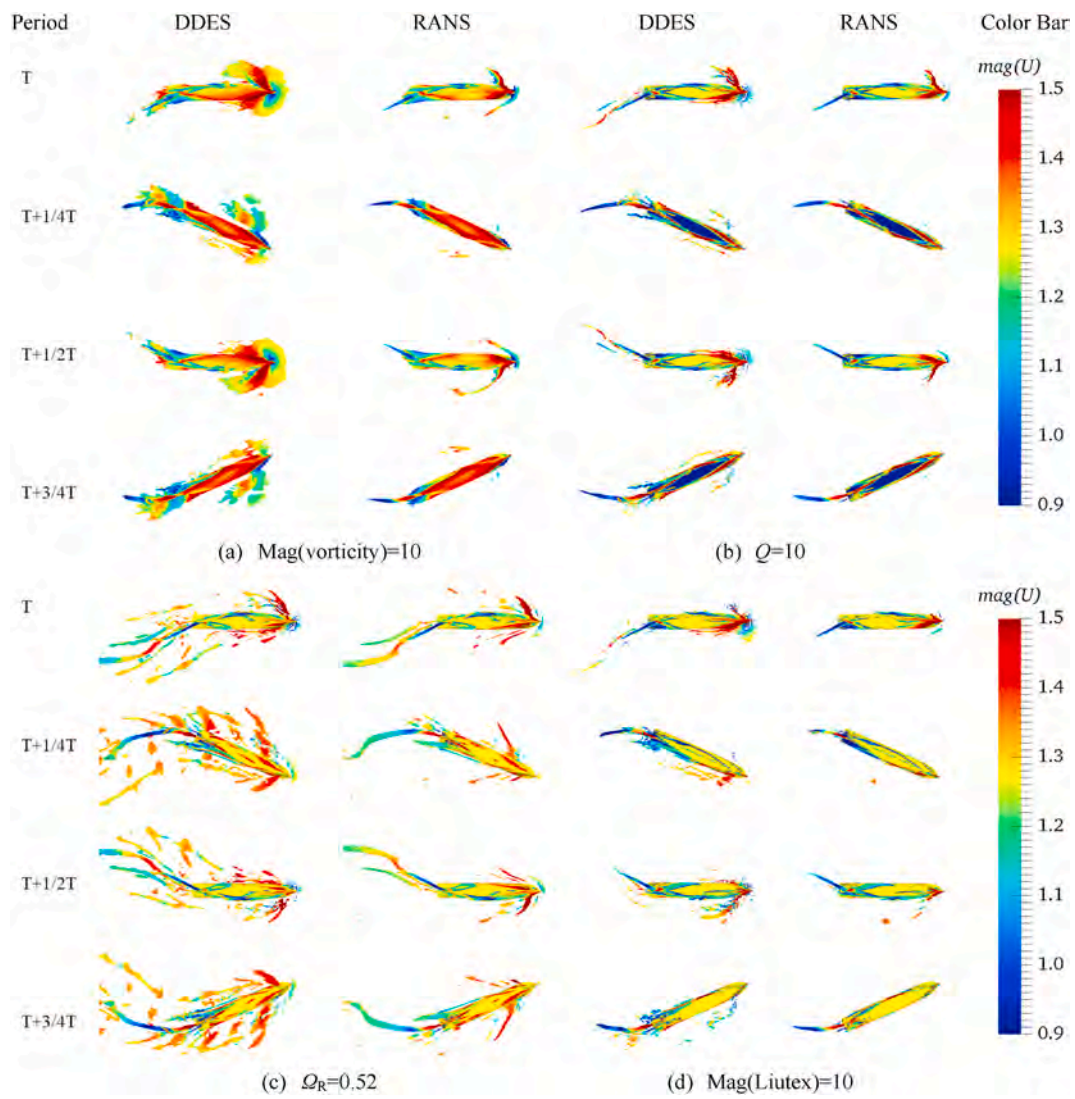 Period DDES RANS DDES RANS Color Bar
T
mag(U)
1.5
1.4
T+1/4T
1.3
1.2
T+1/2T
1.1
1.0
T+3/4T
0.9
(a) Mag(vorticity)=10 (b) Q=10
T
mag(U)
1.5
1.4
T+1/4T
1.3
1.2
T+1/2T
1.1
1.0
T+3/4T
0.9
(c) Ω_R=0.52 (d) Mag(Liutex)=10